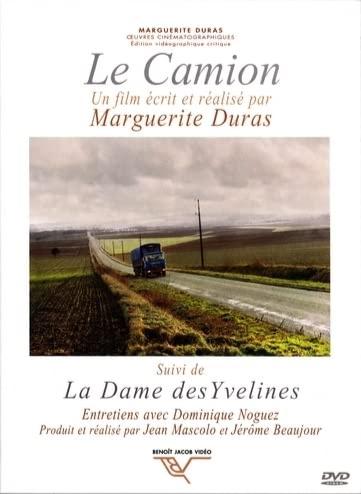 MARGUERITE DURAS
ŒUVRES CINÉMATOGRAPHIQUES
Édition vidéographique critique
Le Camion
Un film écrit et réalisé par
Marguerite Duras
Suivi de
La Dame desYvelines
Entretiens avec Dominique Noguez
Produit et réalisé par Jean Mascolo et Jérôme Beaujour
BENOÎT JACOB VIDÉO
DVD
VIDEO